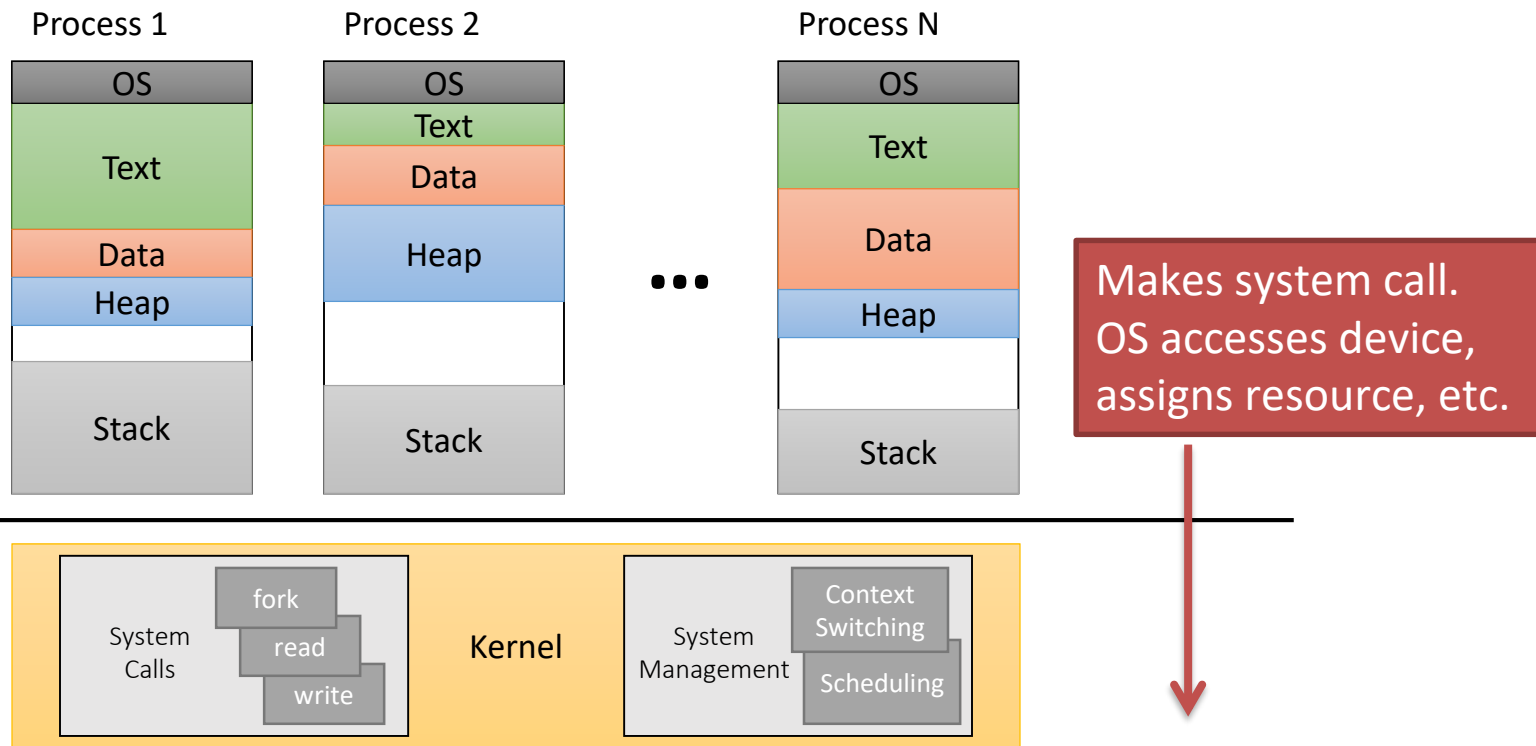 Process 1
Process 2
Process N
OS
Text
Data
Heap
Stack
OS
Text
Data
Heap
Stack
...
OS
Text
Data
Heap
Stack
Makes system call.
OS accesses device,
assigns resource, etc.
System
Calls
fork
read
write
Kernel
System
Management
Context
Switching
Scheduling